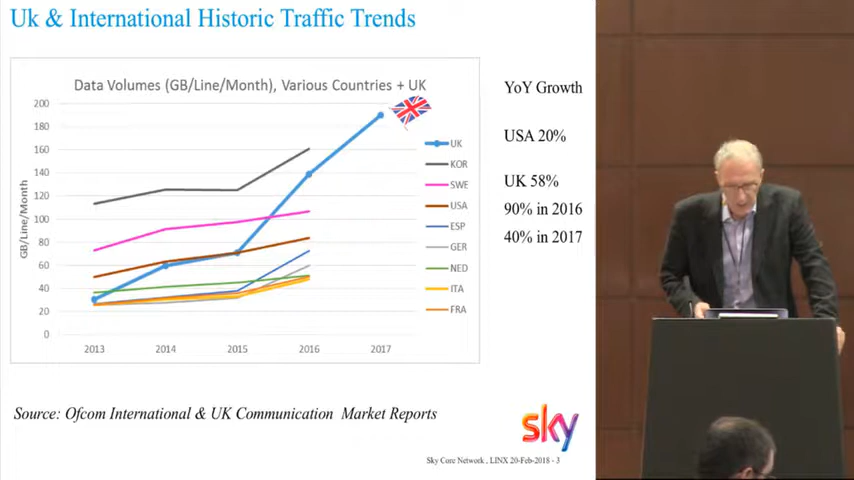 Uk & International Historic Traffic Trends
Data Volumes (GB/Line/Month), Various Countries + UK
GB/Line/Month
200
180
160
140
120
100
80
60
40
20
0
2013 2014 2015 2016 2017
UK
KOR
SWE
USA
ESP
GER
NED
ITA
FRA
YoY Growth
USA 20%
UK 58%
90% in 2016
40% in 2017
Source: Ofcom International & UK Communication Market Reports
sky
Sky Core Network , LINX 20-Feb-2018 - 3